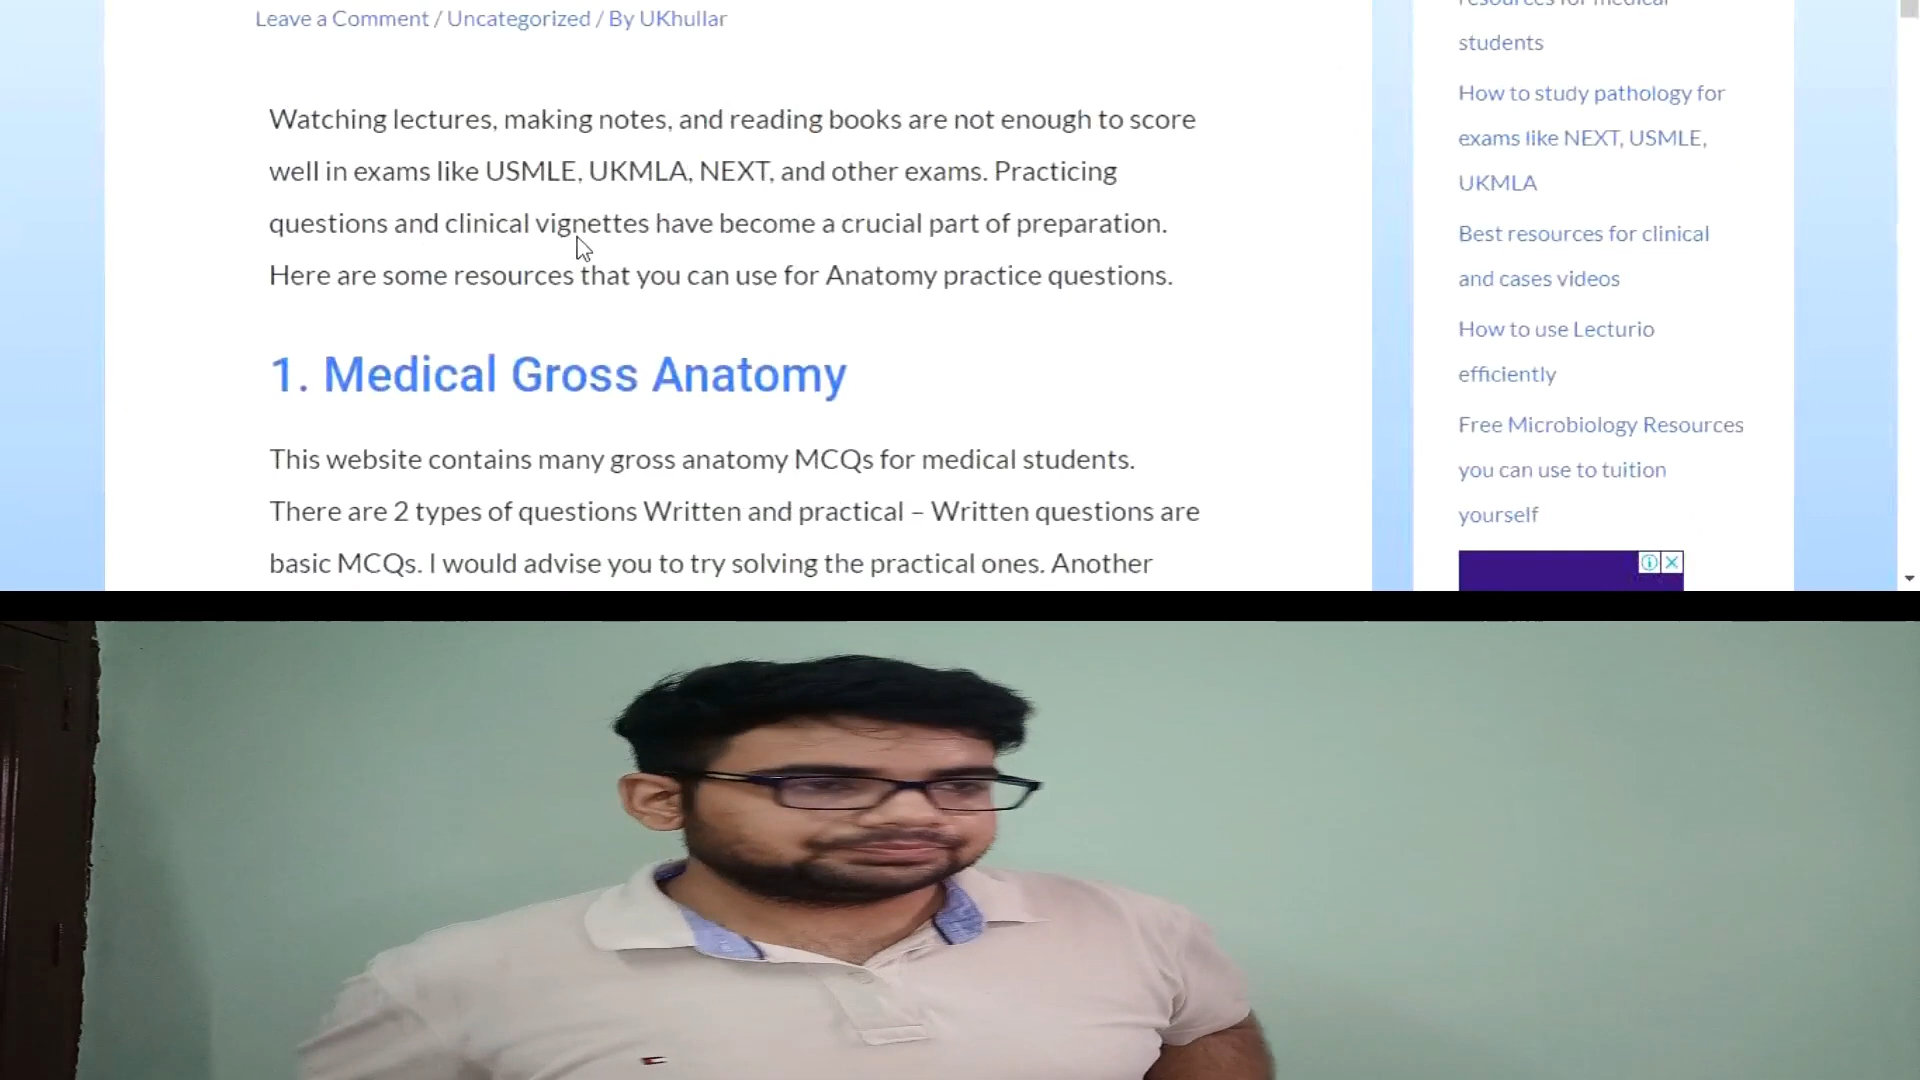 Leave a Comment / Uncategorized / By UKhullar
Watching lectures, making notes, and reading books are not enough to score
well in exams like USMLE, UKMLA, NEXT, and other exams. Practicing
questions and clinical vignettes have become a crucial part of preparation.
Here are some resources that you can use for Anatomy practice questions.
1. Medical Gross Anatomy
This website contains many gross anatomy MCQs for medical students.
There are 2 types of questions Written and practical – Written questions are
basic MCQs. I would advise you to try solving the practical ones. Another
resources for medical
students
How to study pathology for
exams like NEXT, USMLE,
UKMLA
Best resources for clinical
and cases videos
How to use Lecturio
efficiently
Free Microbiology Resources
you can use to tuition
yourself